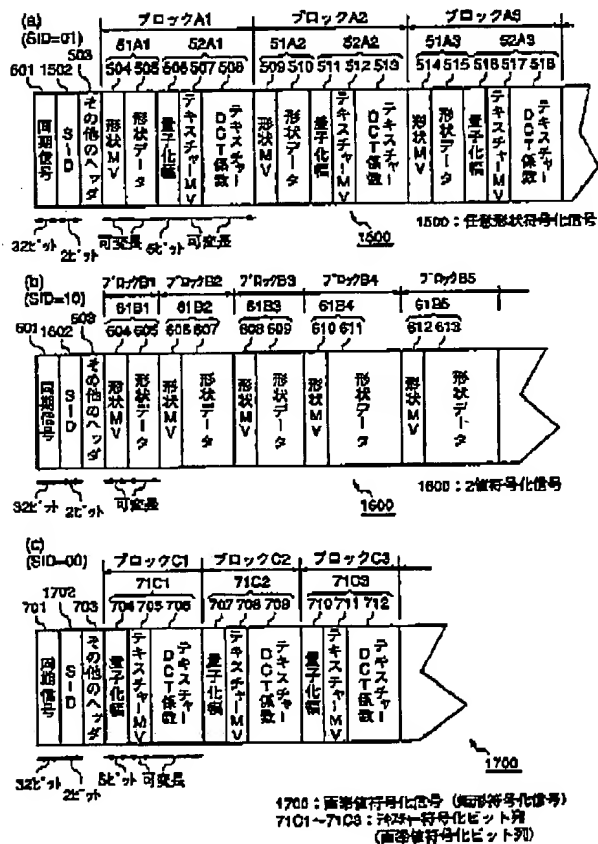 (a)
(SID=01)
ブロックA1 ブロックA2 ブロックA3
51A1 52A1 51A2 52A2 51A3 52A3
501 1502 503 504 505 506 507 508 509 510 511 512 513 514 515 516 517 518
同期信号
SID
その他のヘッダ
形状MV
形状データ
量子化幅
テキスチャーMV
テキスチャーDCT係数
形状MV
形状データ
量子化幅
テキスチャーMV
テキスチャーDCT係数
形状MV
形状データ
量子化幅
テキスチャーMV
テキスチャーDCT係数
32ビット 2ビット 可変長 5ビット 可変長
1500
1500：任意形状符号化信号
(b)
(SID=10)
ブロックB1 ブロックB2 ブロックB3 ブロックB4 ブロックB5
61B1 61B2 61B3 61B4 61B5
601 1602 603 604 605 606 607 608 609 610 611 612 613
同期信号
SID
その他のヘッダ
形状MV
形状データ
形状MV
形状データ
形状MV
形状データ
形状MV
形状データ
形状MV
形状データ
32ビット 2ビット 可変長
1600
1600：2値符号化信号
(c)
(SID=00)
ブロックC1 ブロックC2 ブロックC3
71C1 71C2 71C3
701 1702 703 704 705 706 707 708 709 710 711 712
同期信号
SID
その他のヘッダ
量子化幅
テキスチャーMV
テキスチャーDCT係数
量子化幅
テキスチャーMV
テキスチャーDCT係数
量子化幅
テキスチャーMV
テキスチャーDCT係数
32ビット 2ビット 5ビット 可変長
1700
1700：画素値符号化信号（矩形符号化信号）
71C1～71C3：テキスチャー符号化ビット列
（画素値符号化ビット列）